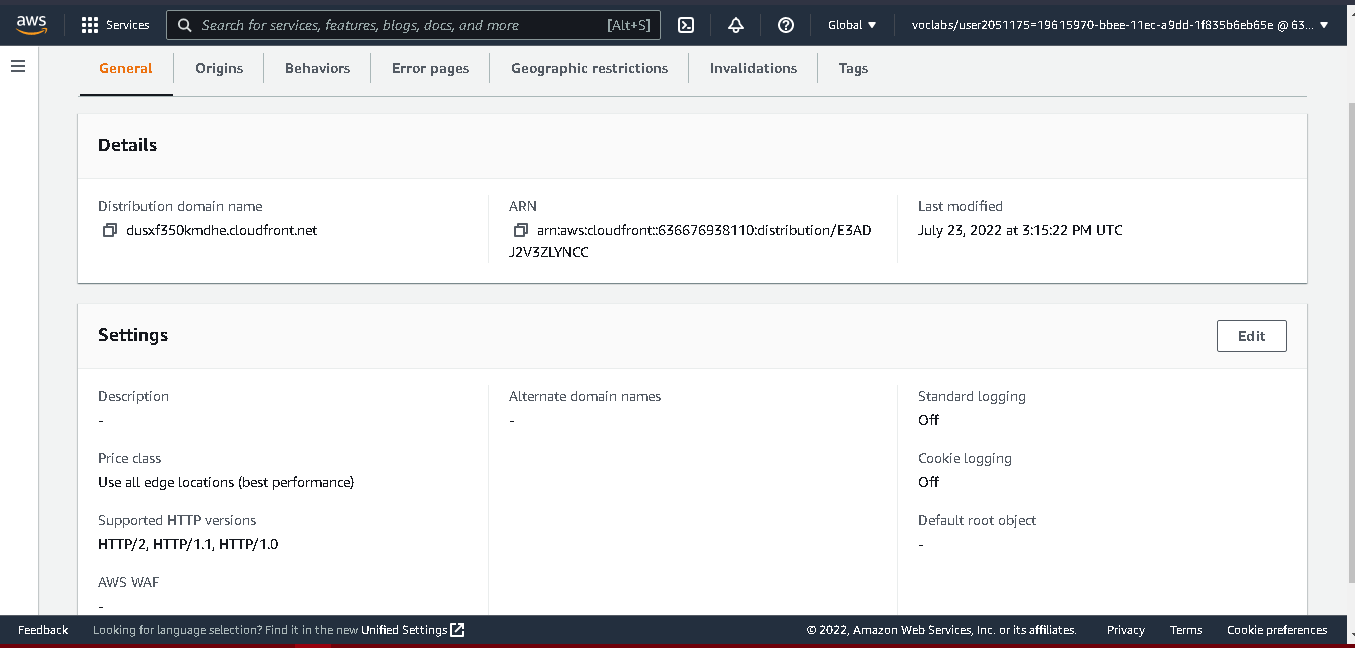 aws Services Search for services, features, blogs, docs, and more [Alt+S] Global voclabs/user2051175=19615970-bbee-11ec-a9dd-1f835b6eb65e @ 63...
General Origins Behaviors Error pages Geographic restrictions Invalidations Tags
Details
Distribution domain name
dusxf350kmdhe.cloudfront.net
ARN
arn:aws:cloudfront::636676938110:distribution/E3AD
J2V3ZLYNCC
Last modified
July 23, 2022 at 3:15:22 PM UTC
Settings
Edit
Description
-
Price class
Use all edge locations (best performance)
Supported HTTP versions
HTTP/2, HTTP/1.1, HTTP/1.0
AWS WAF
-
Alternate domain names
-
Standard logging
Off
Cookie logging
Off
Default root object
-
Feedback Looking for language selection? Find it in the new Unified Settings © 2022, Amazon Web Services, Inc. or its affiliates. Privacy Terms Cookie preferences